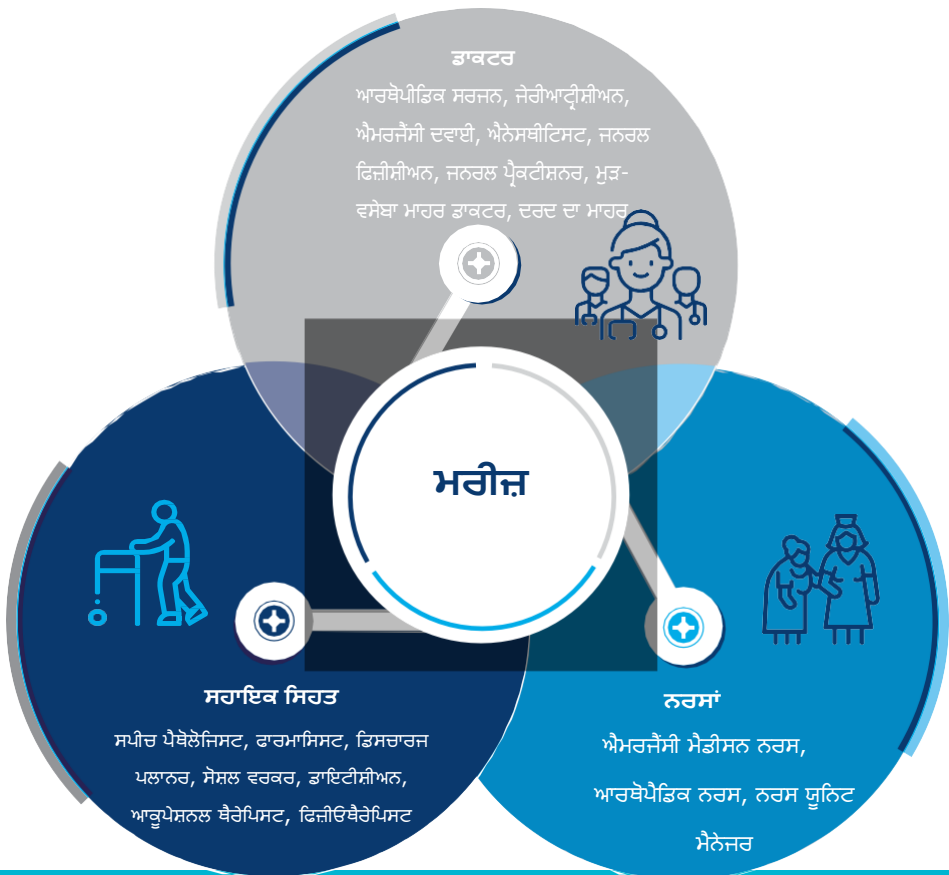 ਡਾਕਟਰ
ਆਰਥੋਪੀਡਿਕ ਸਰਜਨ, ਜੇਰੀਆਟ੍ਰੀਸ਼ੀਅਨ,
ਐਮਰਜੈਂਸੀ ਦਵਾਈ, ਐਨੇਸਥੀਟਿਸਟ, ਜਨਰਲ
ਫਿਜ਼ੀਸ਼ੀਅਨ, ਜਨਰਲ ਪ੍ਰੈਕਟੀਸ਼ਨਰ, ਮੁੜ-
ਵਸੇਬਾ ਮਾਹਰ ਡਾਕਟਰ, ਦਰਦ ਦਾ ਮਾਹਰ
ਮਰੀਜ਼
ਸਹਾਇਕ ਸਿਹਤ
ਸਪੀਚ ਪੈਥੋਲੋਜਿਸਟ, ਫਾਰਮਾਸਿਸਟ, ਡਿਸਚਾਰਜ
ਪਲਾਨਰ, ਸੋਸ਼ਲ ਵਰਕਰ, ਡਾਇਟੀਸ਼ੀਅਨ,
ਆਕੂਪੇਸ਼ਨਲ ਥੈਰੇਪਿਸਟ, ਫਿਜ਼ੀਓਥੈਰੇਪਿਸਟ
ਨਰਸਾਂ
ਐਮਰਜੈਂਸੀ ਮੈਡੀਸਨ ਨਰਸ,
ਆਰਥੋਪੈਡਿਕ ਨਰਸ, ਨਰਸ ਯੂਨਿਟ
ਮੈਨੇਜਰ